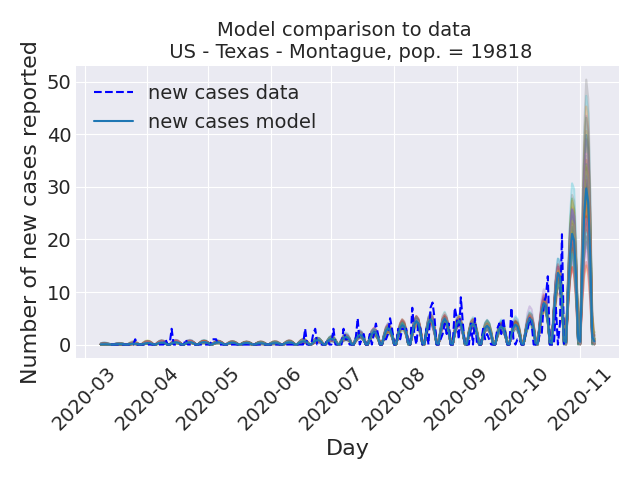 Model comparison to data
US - Texas - Montague, pop. = 19818
Number of new cases reported
50
40
30
20
10
0
new cases data
new cases model
2020-03
2020-04
2020-05
2020-06
2020-07
2020-08
2020-09
2020-10
2020-11
Day